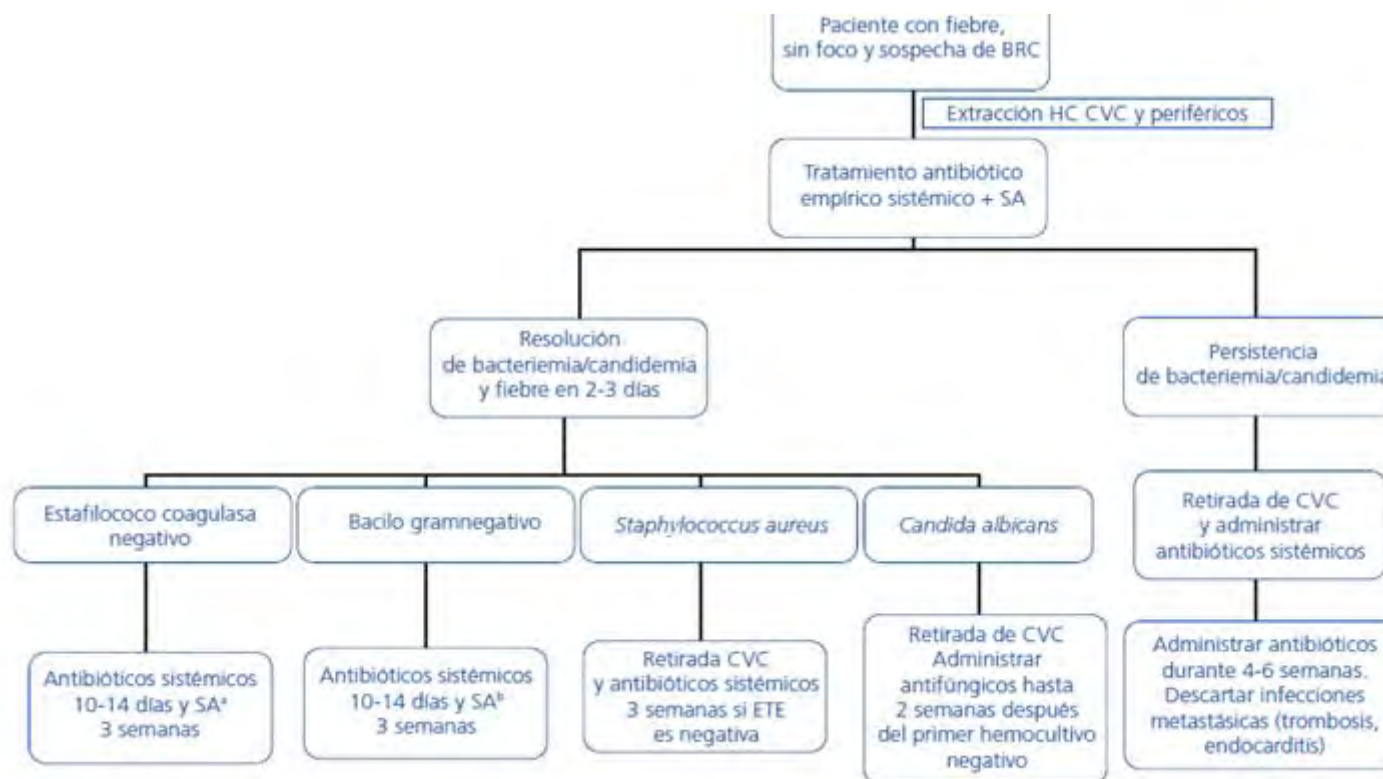 Paciente con fiebre,
sin foco y sospecha de BRC
Extracción HC CVC y periféricos
Tratamiento antibiótico
empírico sistémico + SA
Resolución
de bacteriemia/candidemia
y fiebre en 2-3 días
Persistencia
de bacteriemia/candidemia
Estafilococo coagulasa
negativo
Bacilo gramnegativo
Staphylococcus aureus
Candida albicans
Retirada de CVC
y administrar
antibióticos sistémicos
Antibióticos sistémicos
10-14 días y SAª
3 semanas
Antibióticos sistémicos
10-14 días y SAᵇ
3 semanas
Retirada CVC
y antibióticos sistémicos
3 semanas si ETE
es negativa
Retirada de CVC
Administrar
antifúngicos hasta
2 semanas después
del primer hemocultivo
negativo
Administrar antibióticos
durante 4-6 semanas.
Descartar infecciones
metastásicas (trombosis,
endocarditis)